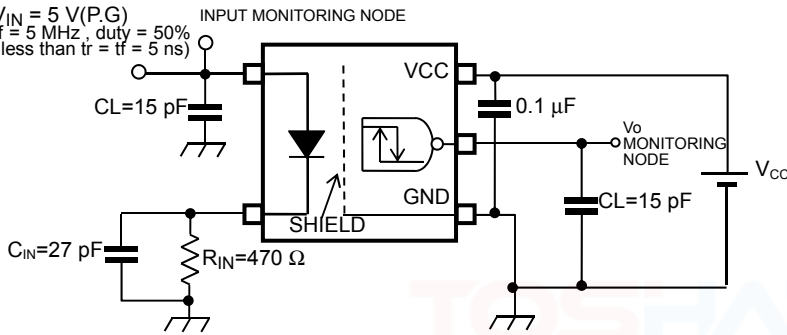 VIN = 5 V(P.G)
f = 5 MHz , duty = 50%
less than tr = tf = 5 ns)
INPUT MONITORING NODE
VCC
CL=15 pF
0.1 μF
Vo
MONITORING
NODE
VCC
GND
SHIELD
CL=15 pF
CIN=27 pF
RIN=470 Ω
TOSHA